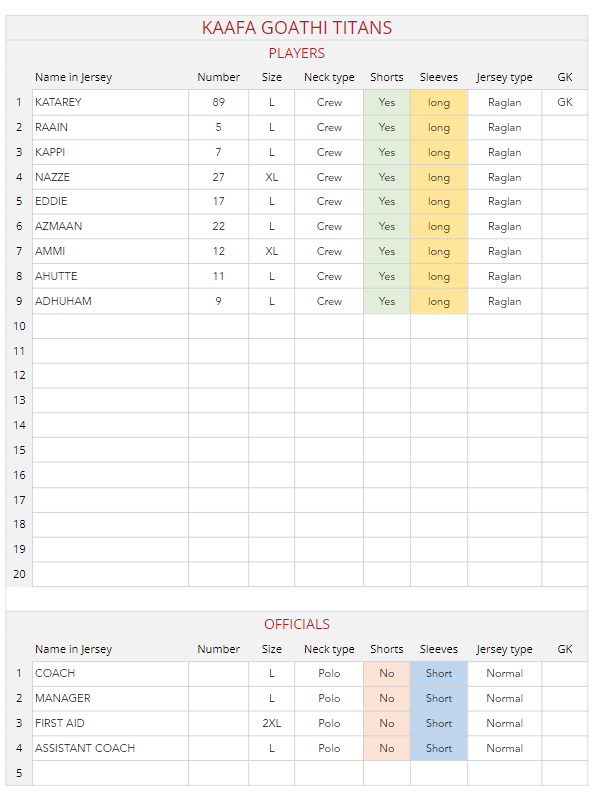 KAAFA GOATHI TITANS
PLAYERS
Name in Jersey Number Size Neck type Shorts Sleeves Jersey type GK
1 KATAREY 89 L Crew Yes long Raglan GK
2 RAAIN 5 L Crew Yes long Raglan
3 KAPPI 7 L Crew Yes long Raglan
4 NAZZE 27 XL Crew Yes long Raglan
5 EDDIE 17 L Crew Yes long Raglan
6 AZMAAN 22 L Crew Yes long Raglan
7 AMMI 12 XL Crew Yes long Raglan
8 AHUTTE 11 L Crew Yes long Raglan
9 ADHUHAM 9 L Crew Yes long Raglan
10
11
12
13
14
15
16
17
18
19
20
OFFICIALS
Name in Jersey Number Size Neck type Shorts Sleeves Jersey type GK
1 COACH L Polo No Short Normal
2 MANAGER L Polo No Short Normal
3 FIRST AID 2XL Polo No Short Normal
4 ASSISTANT COACH L Polo No Short Normal
5